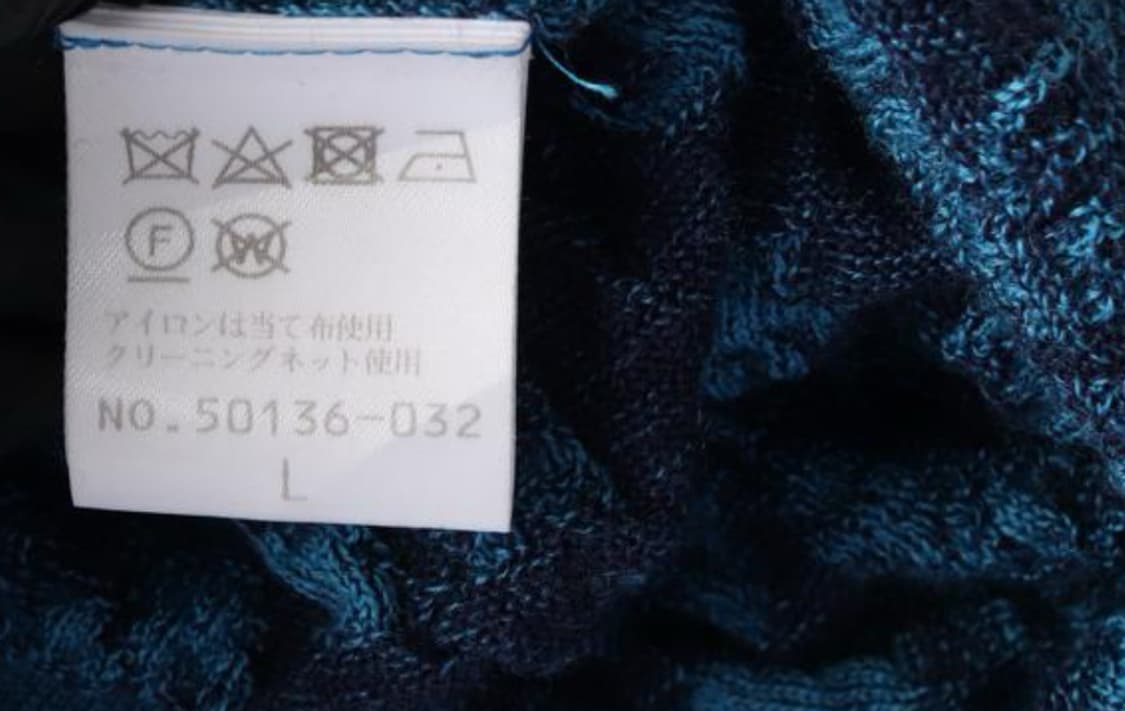 F W
アイロンは当て布使用
クリーニングネット使用
NO.50136-032
L